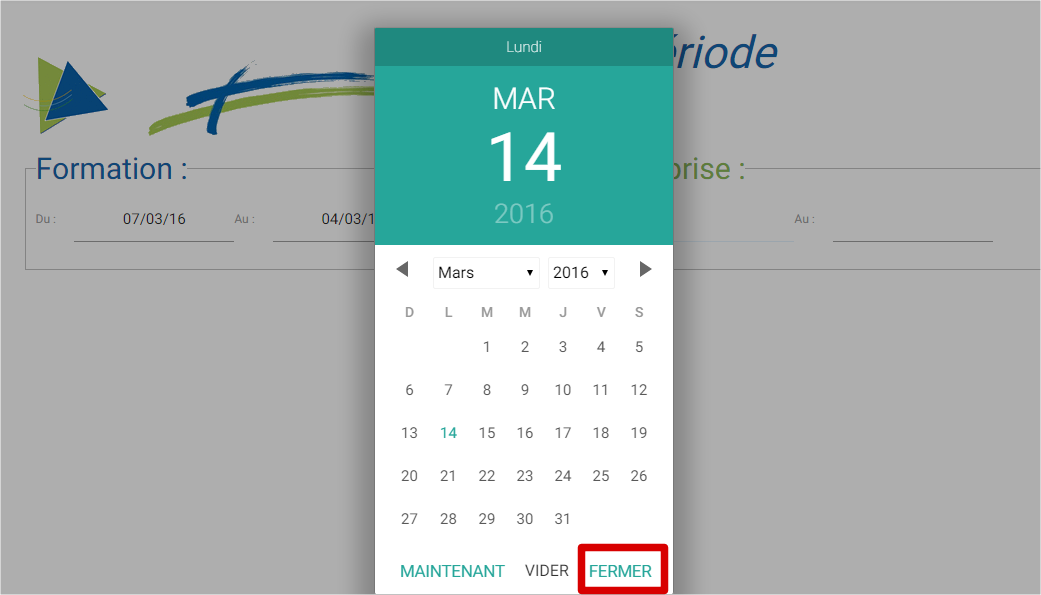 Lundi
ériode
MAR
14
2016
Formation :
prise :
Du :
07/03/16
Au :
04/03/1
Au :
Mars
2016
D L M M J V S
1 2 3 4 5
6 7 8 9 10 11 12
13 14 15 16 17 18 19
20 21 22 23 24 25 26
27 28 29 30 31
MAINTENANT VIDER FERMER